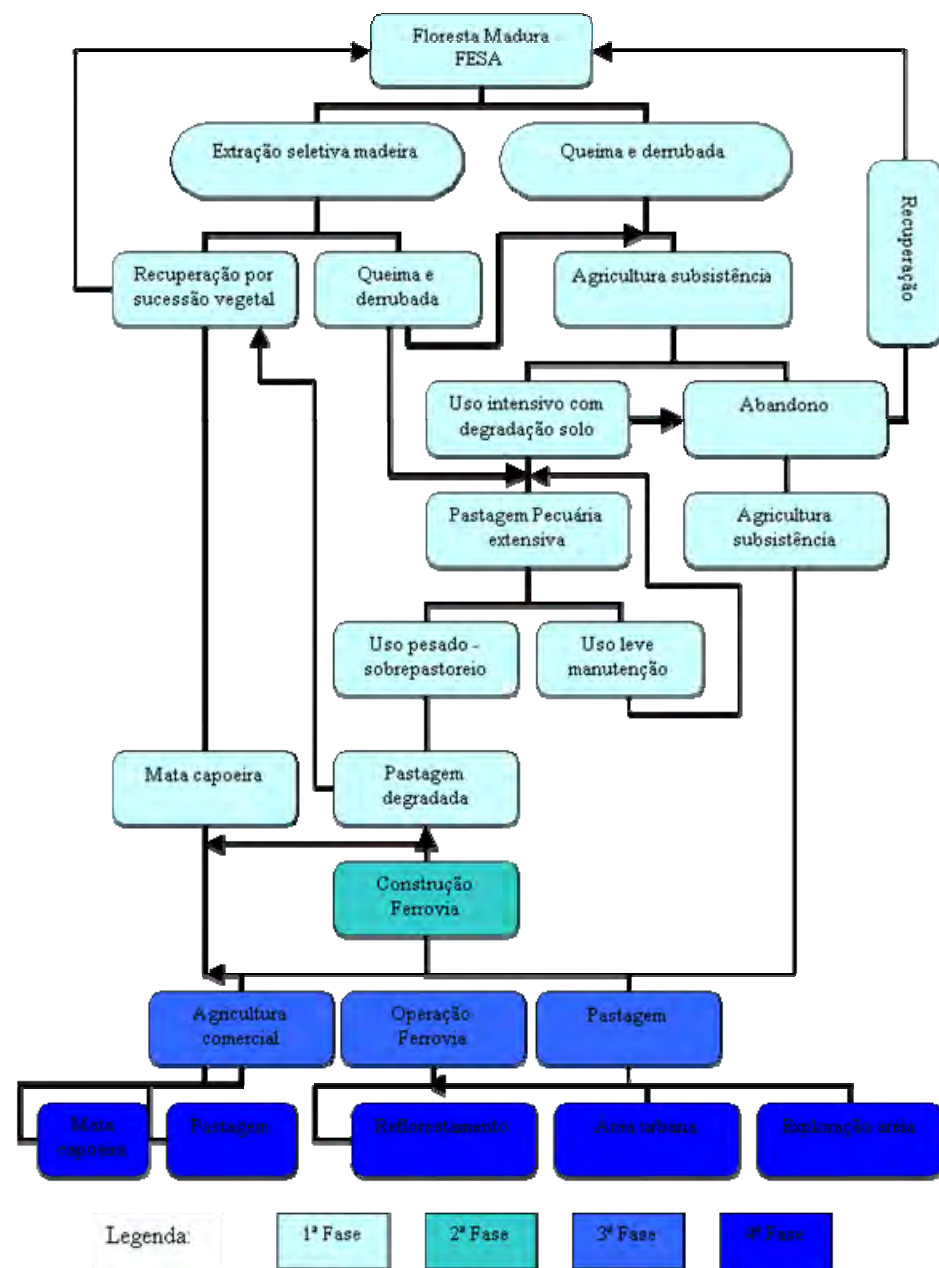 Floresta Madura
FESA
Extração seletiva madeira
Queima e derrubada
Recuperação
Recuperação por
sucessão vegetal
Queima e
derrubada
Agricultura subsistência
Uso intensivo com
degradação solo
Abandono
Pastagem Pecuária
extensiva
Agricultura
subsistência
Uso pesado -
sobrepastoreio
Uso leve
manutenção
Mata capoeira
Pastagem
degradada
Construção
Ferrovia
Agricultura
comercial
Operação
Ferrovia
Pastagem
Mata
capoeira
Pastagem
Reflorestamento
Área urbana
Exploração areia
Legenda:
1ª Fase
2ª Fase
3ª Fase
4ª Fase